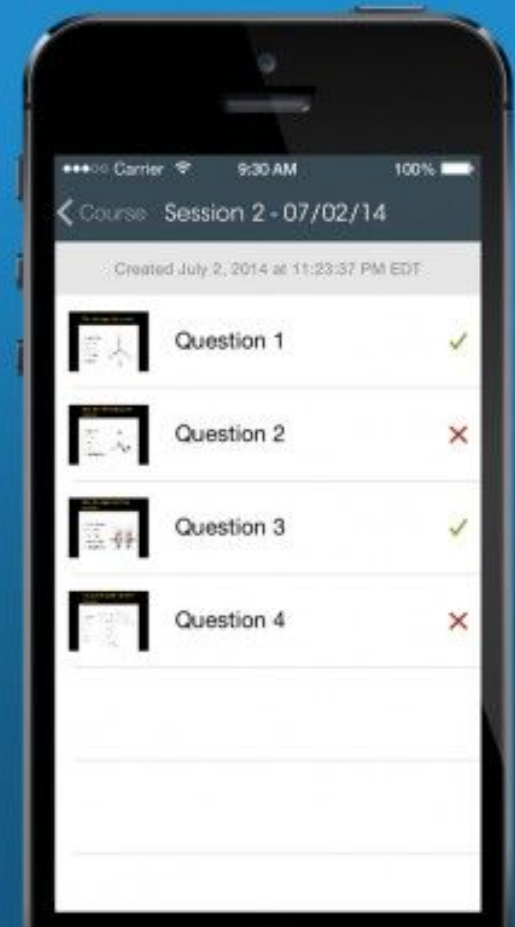 Carrier 9:30 AM 100%
Course Session 2 - 07/02/14
Created July 2, 2014 at 11:23:37 PM EDT
Question 1
Question 2
Question 3
Question 4